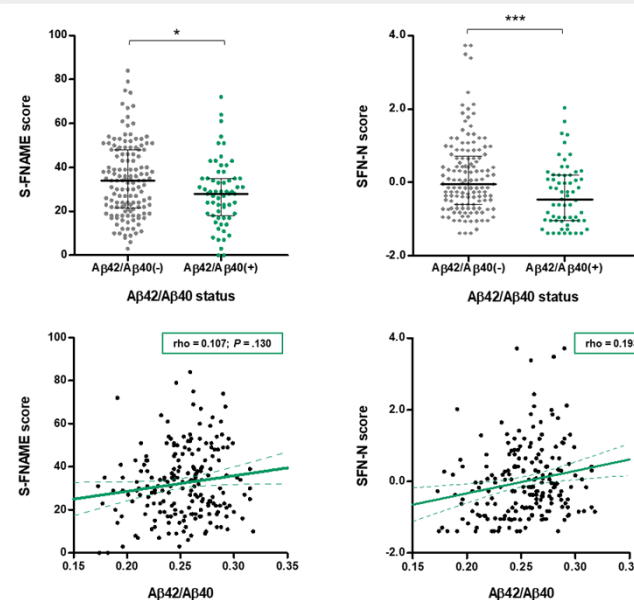 *
***
100
80
60
40
20
0
S-FNAME score
Aβ42/Aβ40(-)
Aβ42/Aβ40(+)
Aβ42/Aβ40 status
4.0
2.0
0.0
-2.0
SFN-N score
Aβ42/Aβ40(-)
Aβ42/Aβ40(+)
Aβ42/Aβ40 status
rho = 0.107; P = .130
100
80
60
40
20
0
S-FNAME score
0.15
0.20
0.25
0.30
0.35
Aβ42/Aβ40
4.0
2.0
0.0
-2.0
SFN-N score
0.15
0.20
0.25
0.30
Aβ42/Aβ40